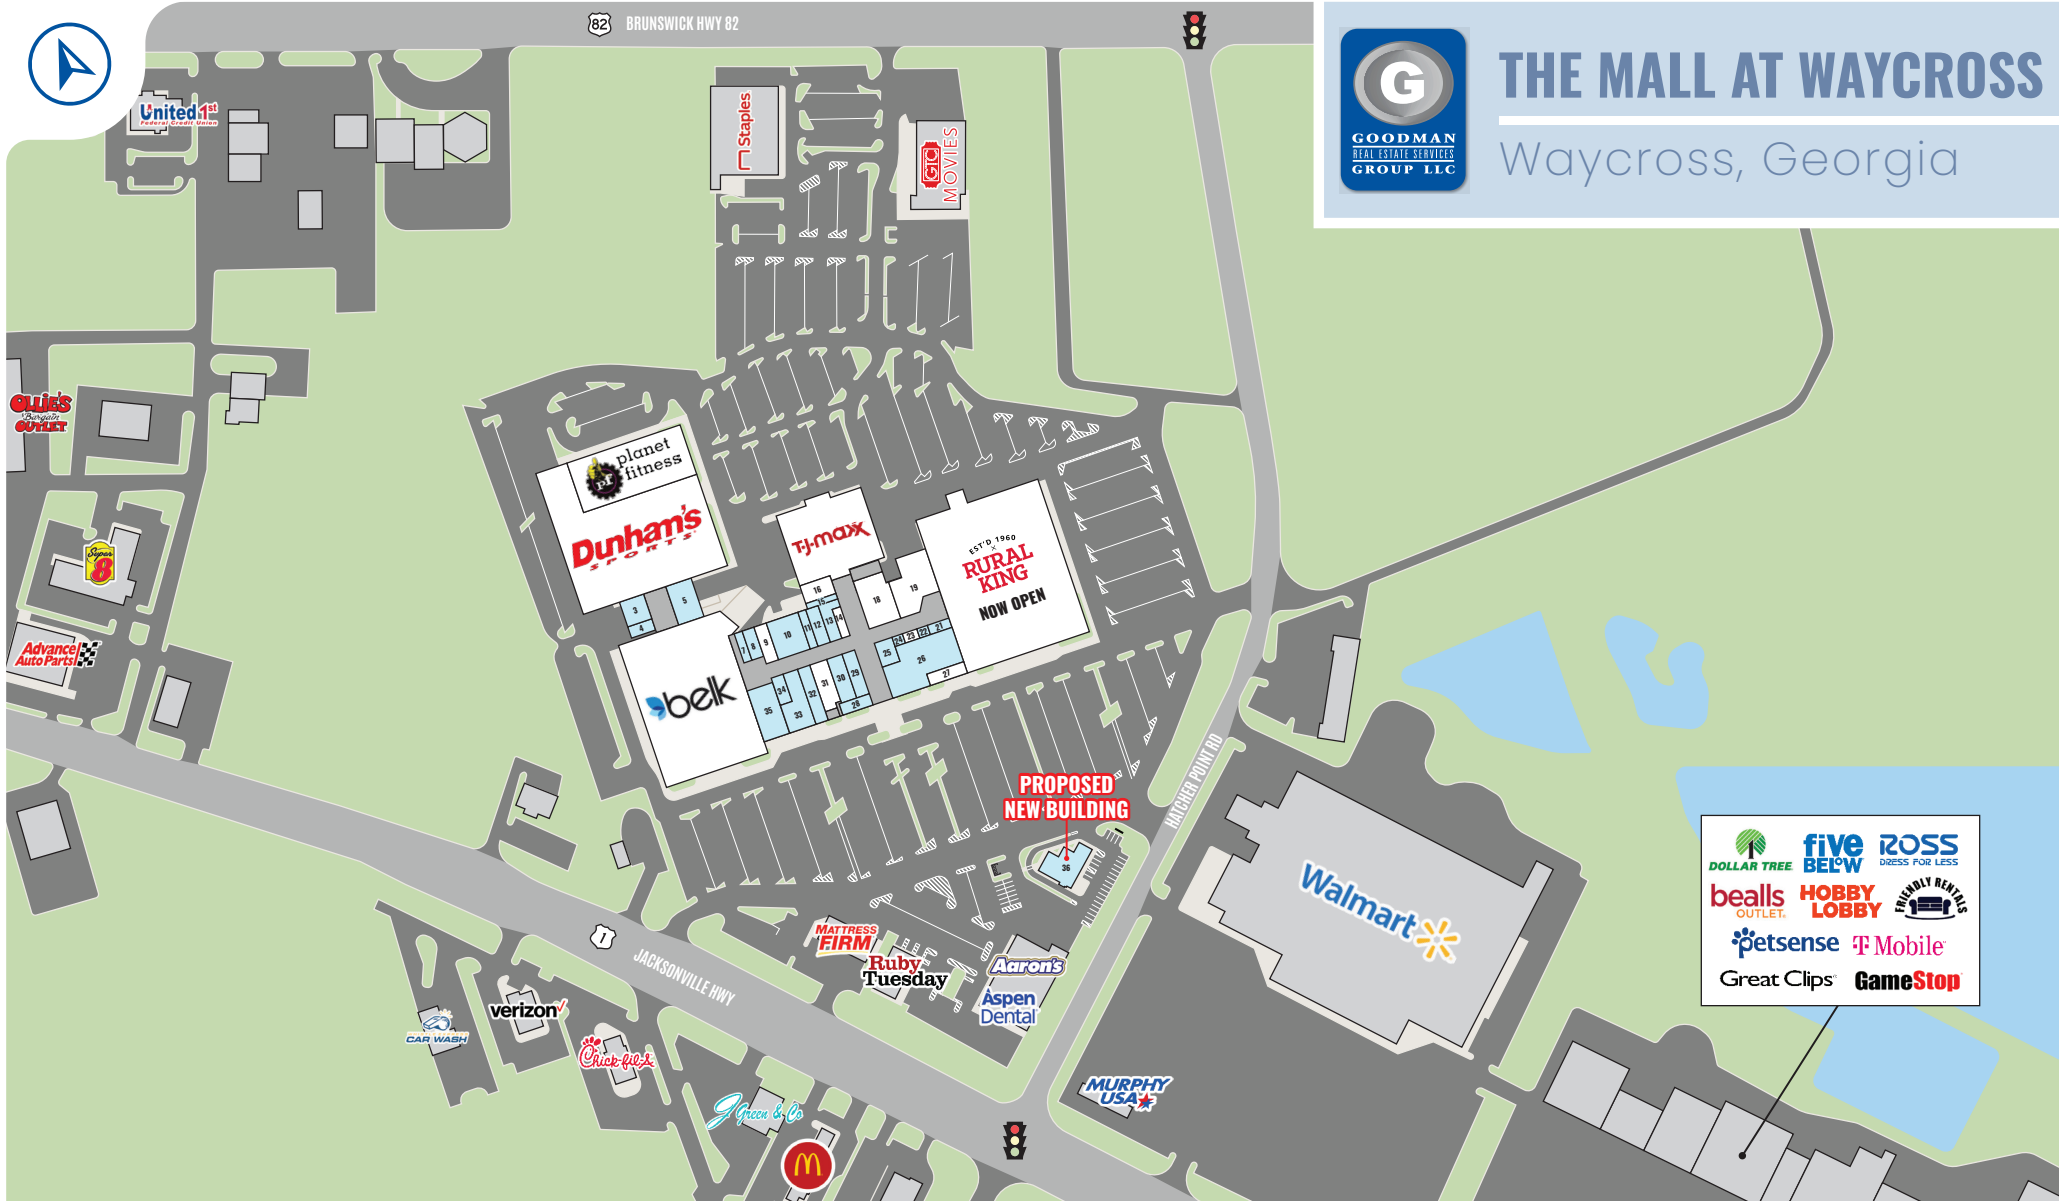 82
BRUNSWICK HWY 82
G
GOODMAN
REAL ESTATE SERVICES
GROUP LLC
THE MALL AT WAYCROSS
Waycross, Georgia
United 1st
Federal Credit Union
Staples
GTC
MOVIES
OLLIE'S
Bargain
OUTLET
planet
fitness
pf
DUNHAM'S
SPORTS
T·J·maxx
EST'D 1960
RURAL
KING
NOW OPEN
Super
8
Advance
Auto Parts
3
4
5
16
15
18
19
7
8
9
10
11
12
13
14
21
22
23
24
25
26
27
belk
28
29
30
31
32
33
34
35
HATCHER POINT RD
PROPOSED
NEW BUILDING
36
Walmart
DOLLAR TREE
five
BEL°W
ROSS
DRESS FOR LESS
bealls
OUTLET
HOBBY
LOBBY
FRIENDLY RENTALS
petsense
T Mobile
Great Clips
GameStop
MATTRESS
FIRM
Ruby
Tuesday
Aaron's
Aspen
Dental
1
JACKSONVILLE HWY
verizon
CAR WASH
Chick-fil-A
J Green & Co
MURPHY
USA
M